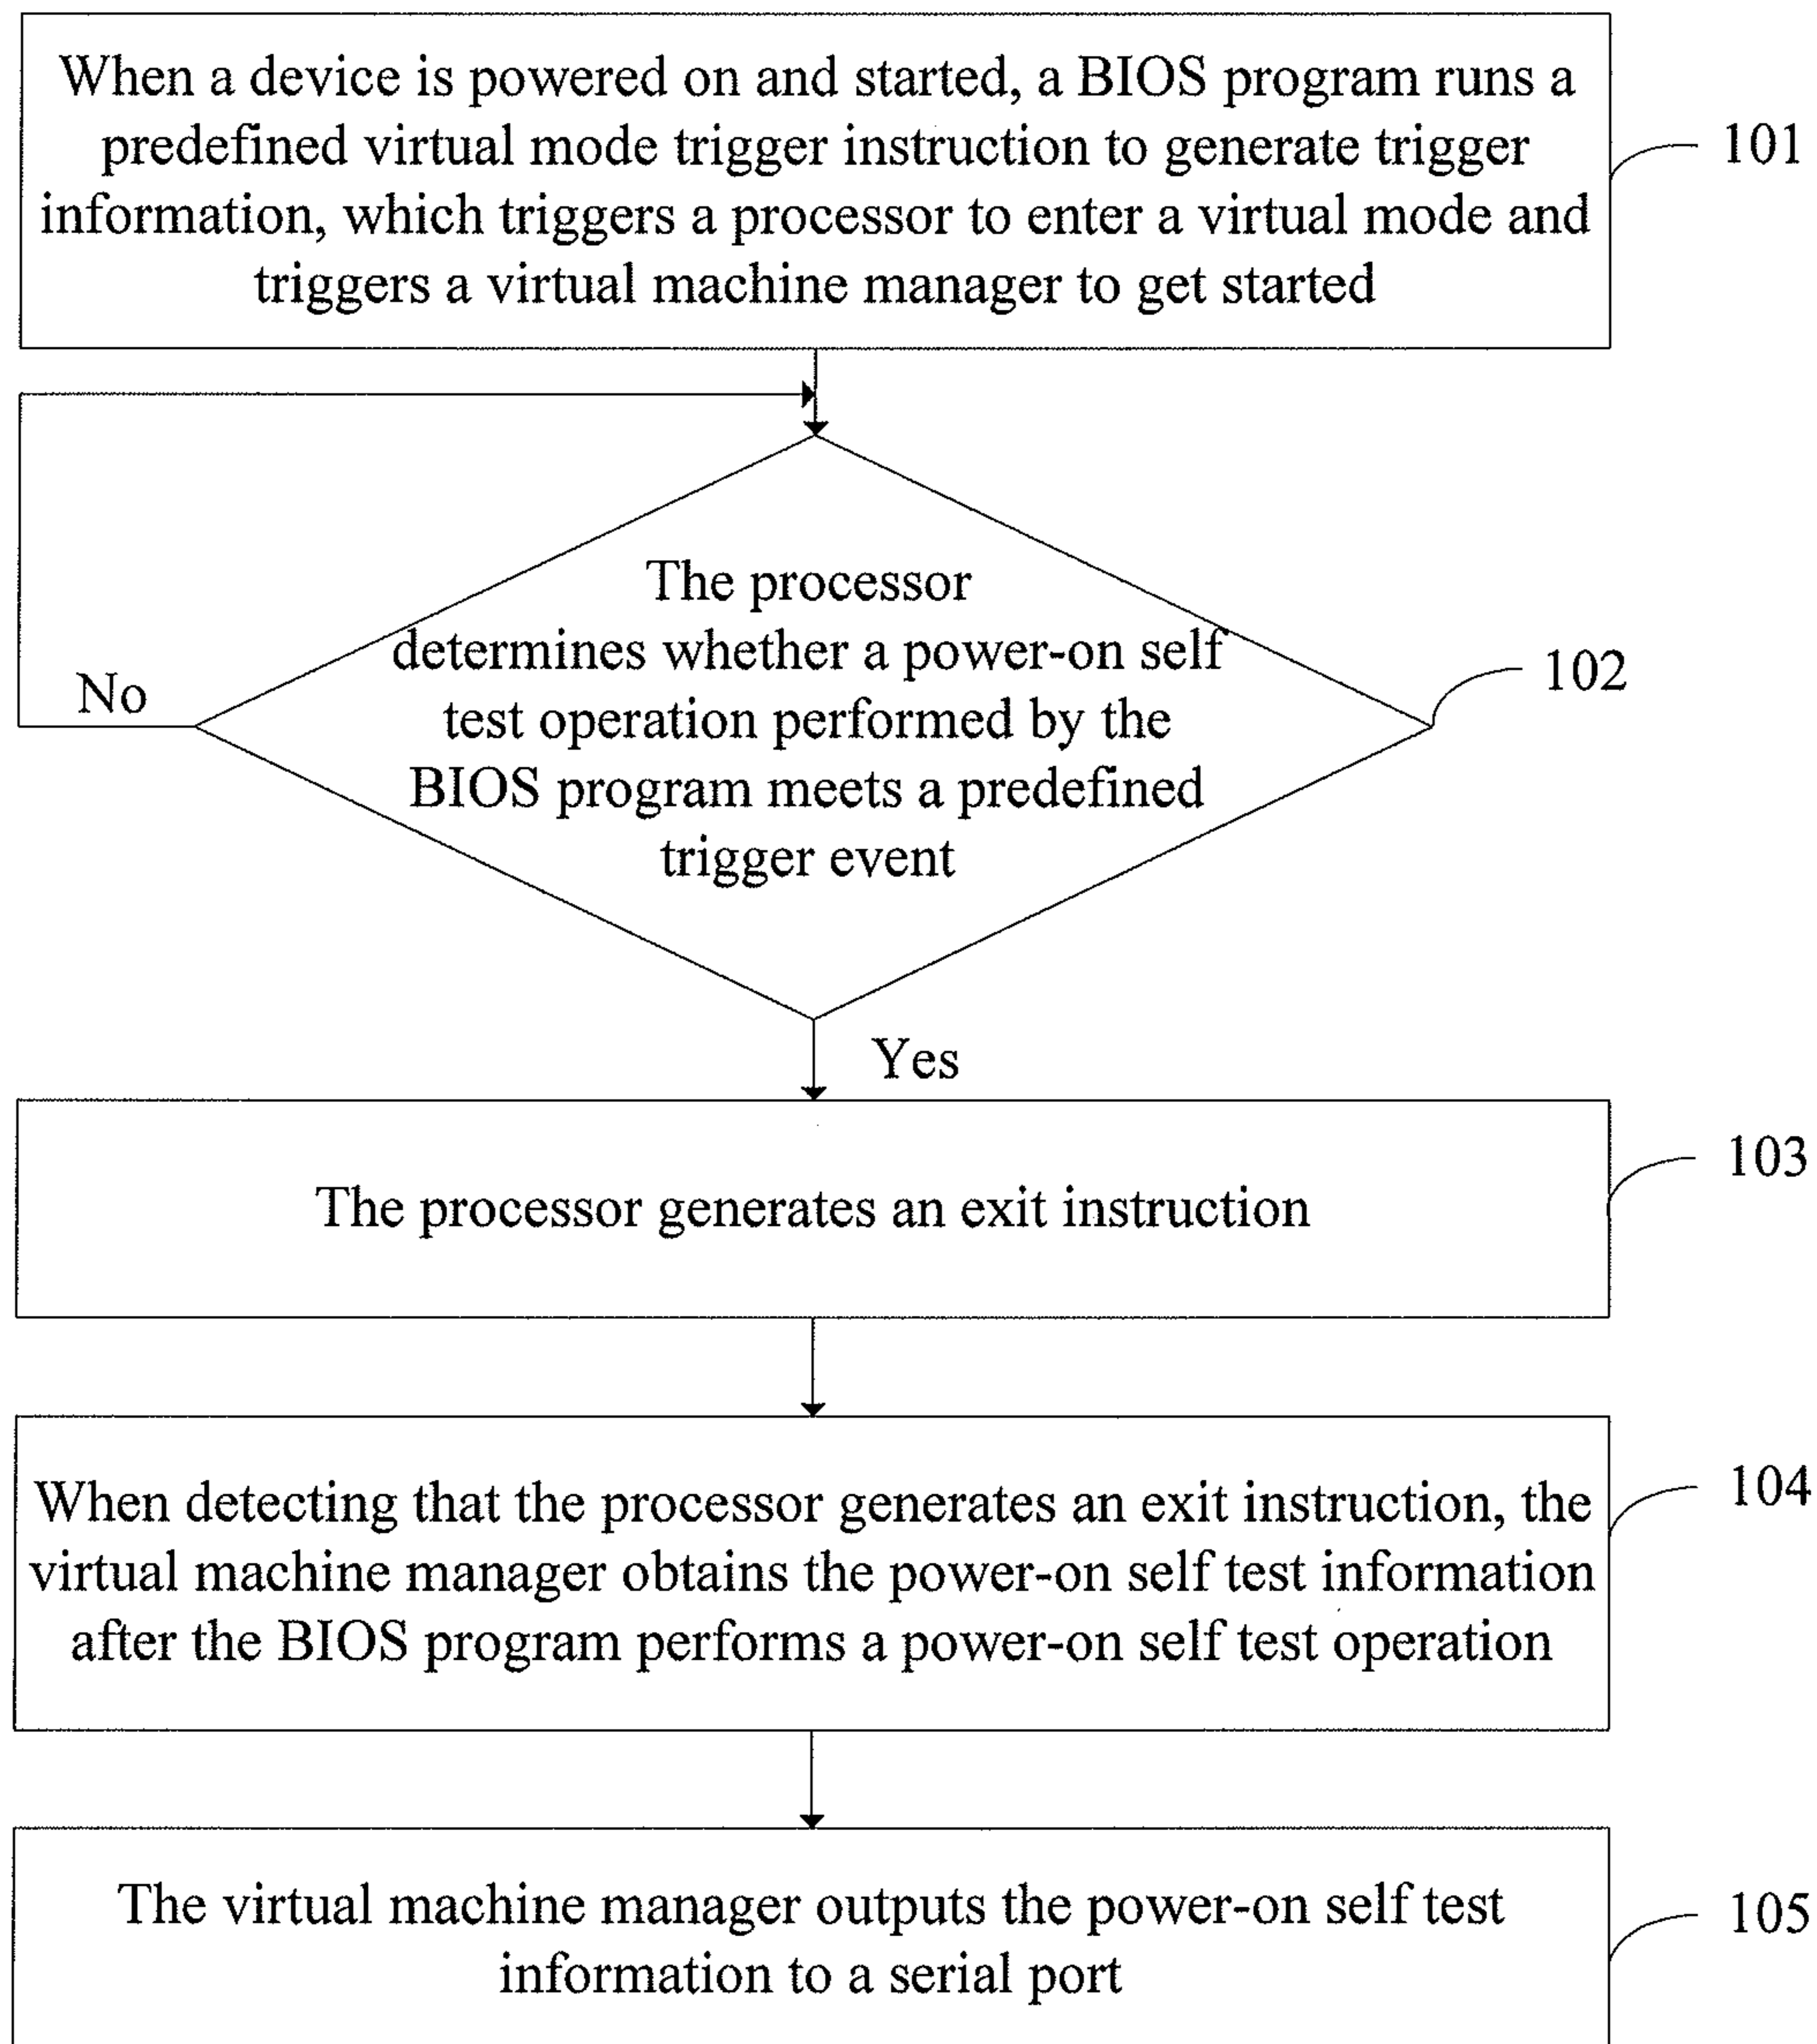 When a device is powered on and started, a BIOS program runs a
predefined virtual mode trigger instruction to generate trigger
information, which triggers a processor to enter a virtual mode and
triggers a virtual machine manager to get started
101
The processor
determines whether a power-on self
test operation performed by the
BIOS program meets a predefined
trigger event
102
No
Yes
The processor generates an exit instruction
103
When detecting that the processor generates an exit instruction, the
virtual machine manager obtains the power-on self test information
after the BIOS program performs a power-on self test operation
104
The virtual machine manager outputs the power-on self test
information to a serial port
105